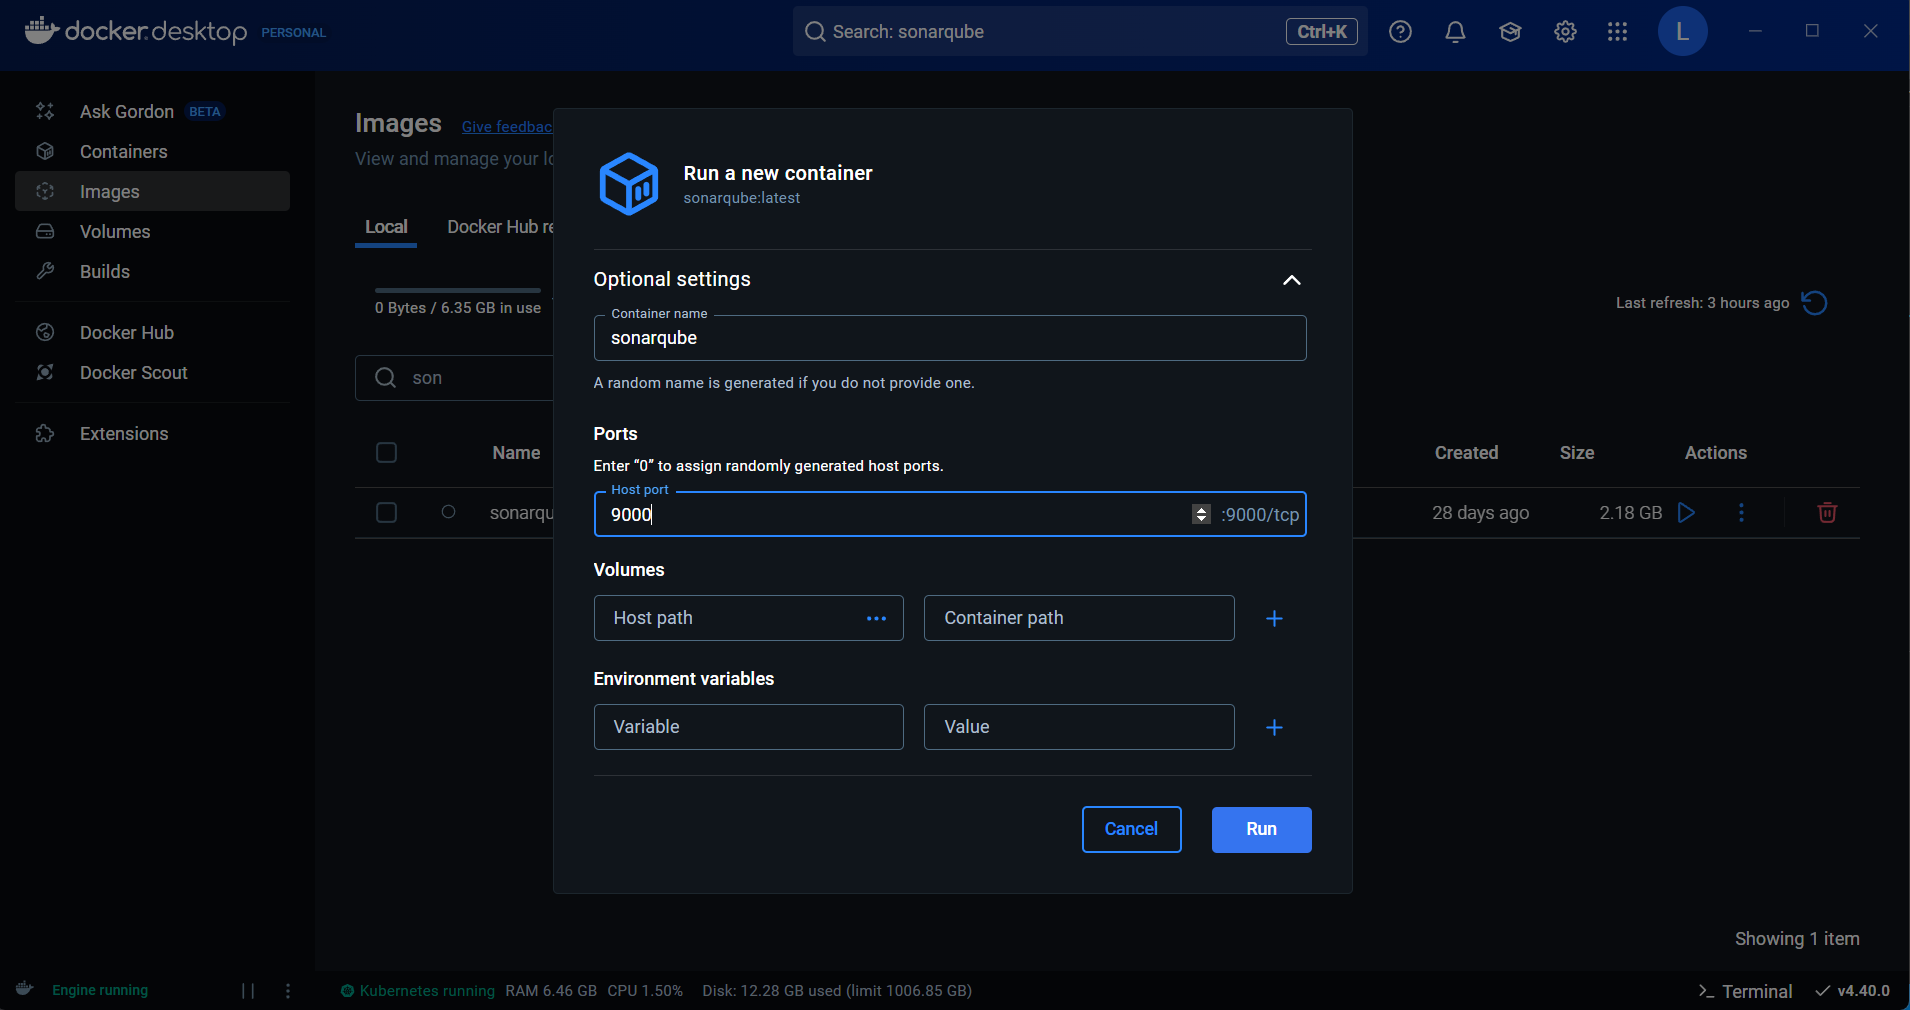 docker.desktop PERSONAL
Search: sonarqube Ctrl+K
L
Ask Gordon BETA
Containers
Images
Volumes
Builds
Docker Hub
Docker Scout
Extensions
Images Give feedbac
View and manage your lo
Local Docker Hub re
0 Bytes / 6.35 GB in use
Last refresh: 3 hours ago
son
Name Created Size Actions
sonarqu 28 days ago 2.18 GB
Run a new container
sonarqube:latest
Optional settings
Container name
sonarqube
A random name is generated if you do not provide one.
Ports
Enter “0” to assign randomly generated host ports.
Host port
9000 :9000/tcp
Volumes
Host path ••• Container path +
Environment variables
Variable Value +
Cancel Run
Showing 1 item
Engine running Kubernetes running RAM 6.46 GB CPU 1.50% Disk: 12.28 GB used (limit 1006.85 GB) >_ Terminal v4.40.0